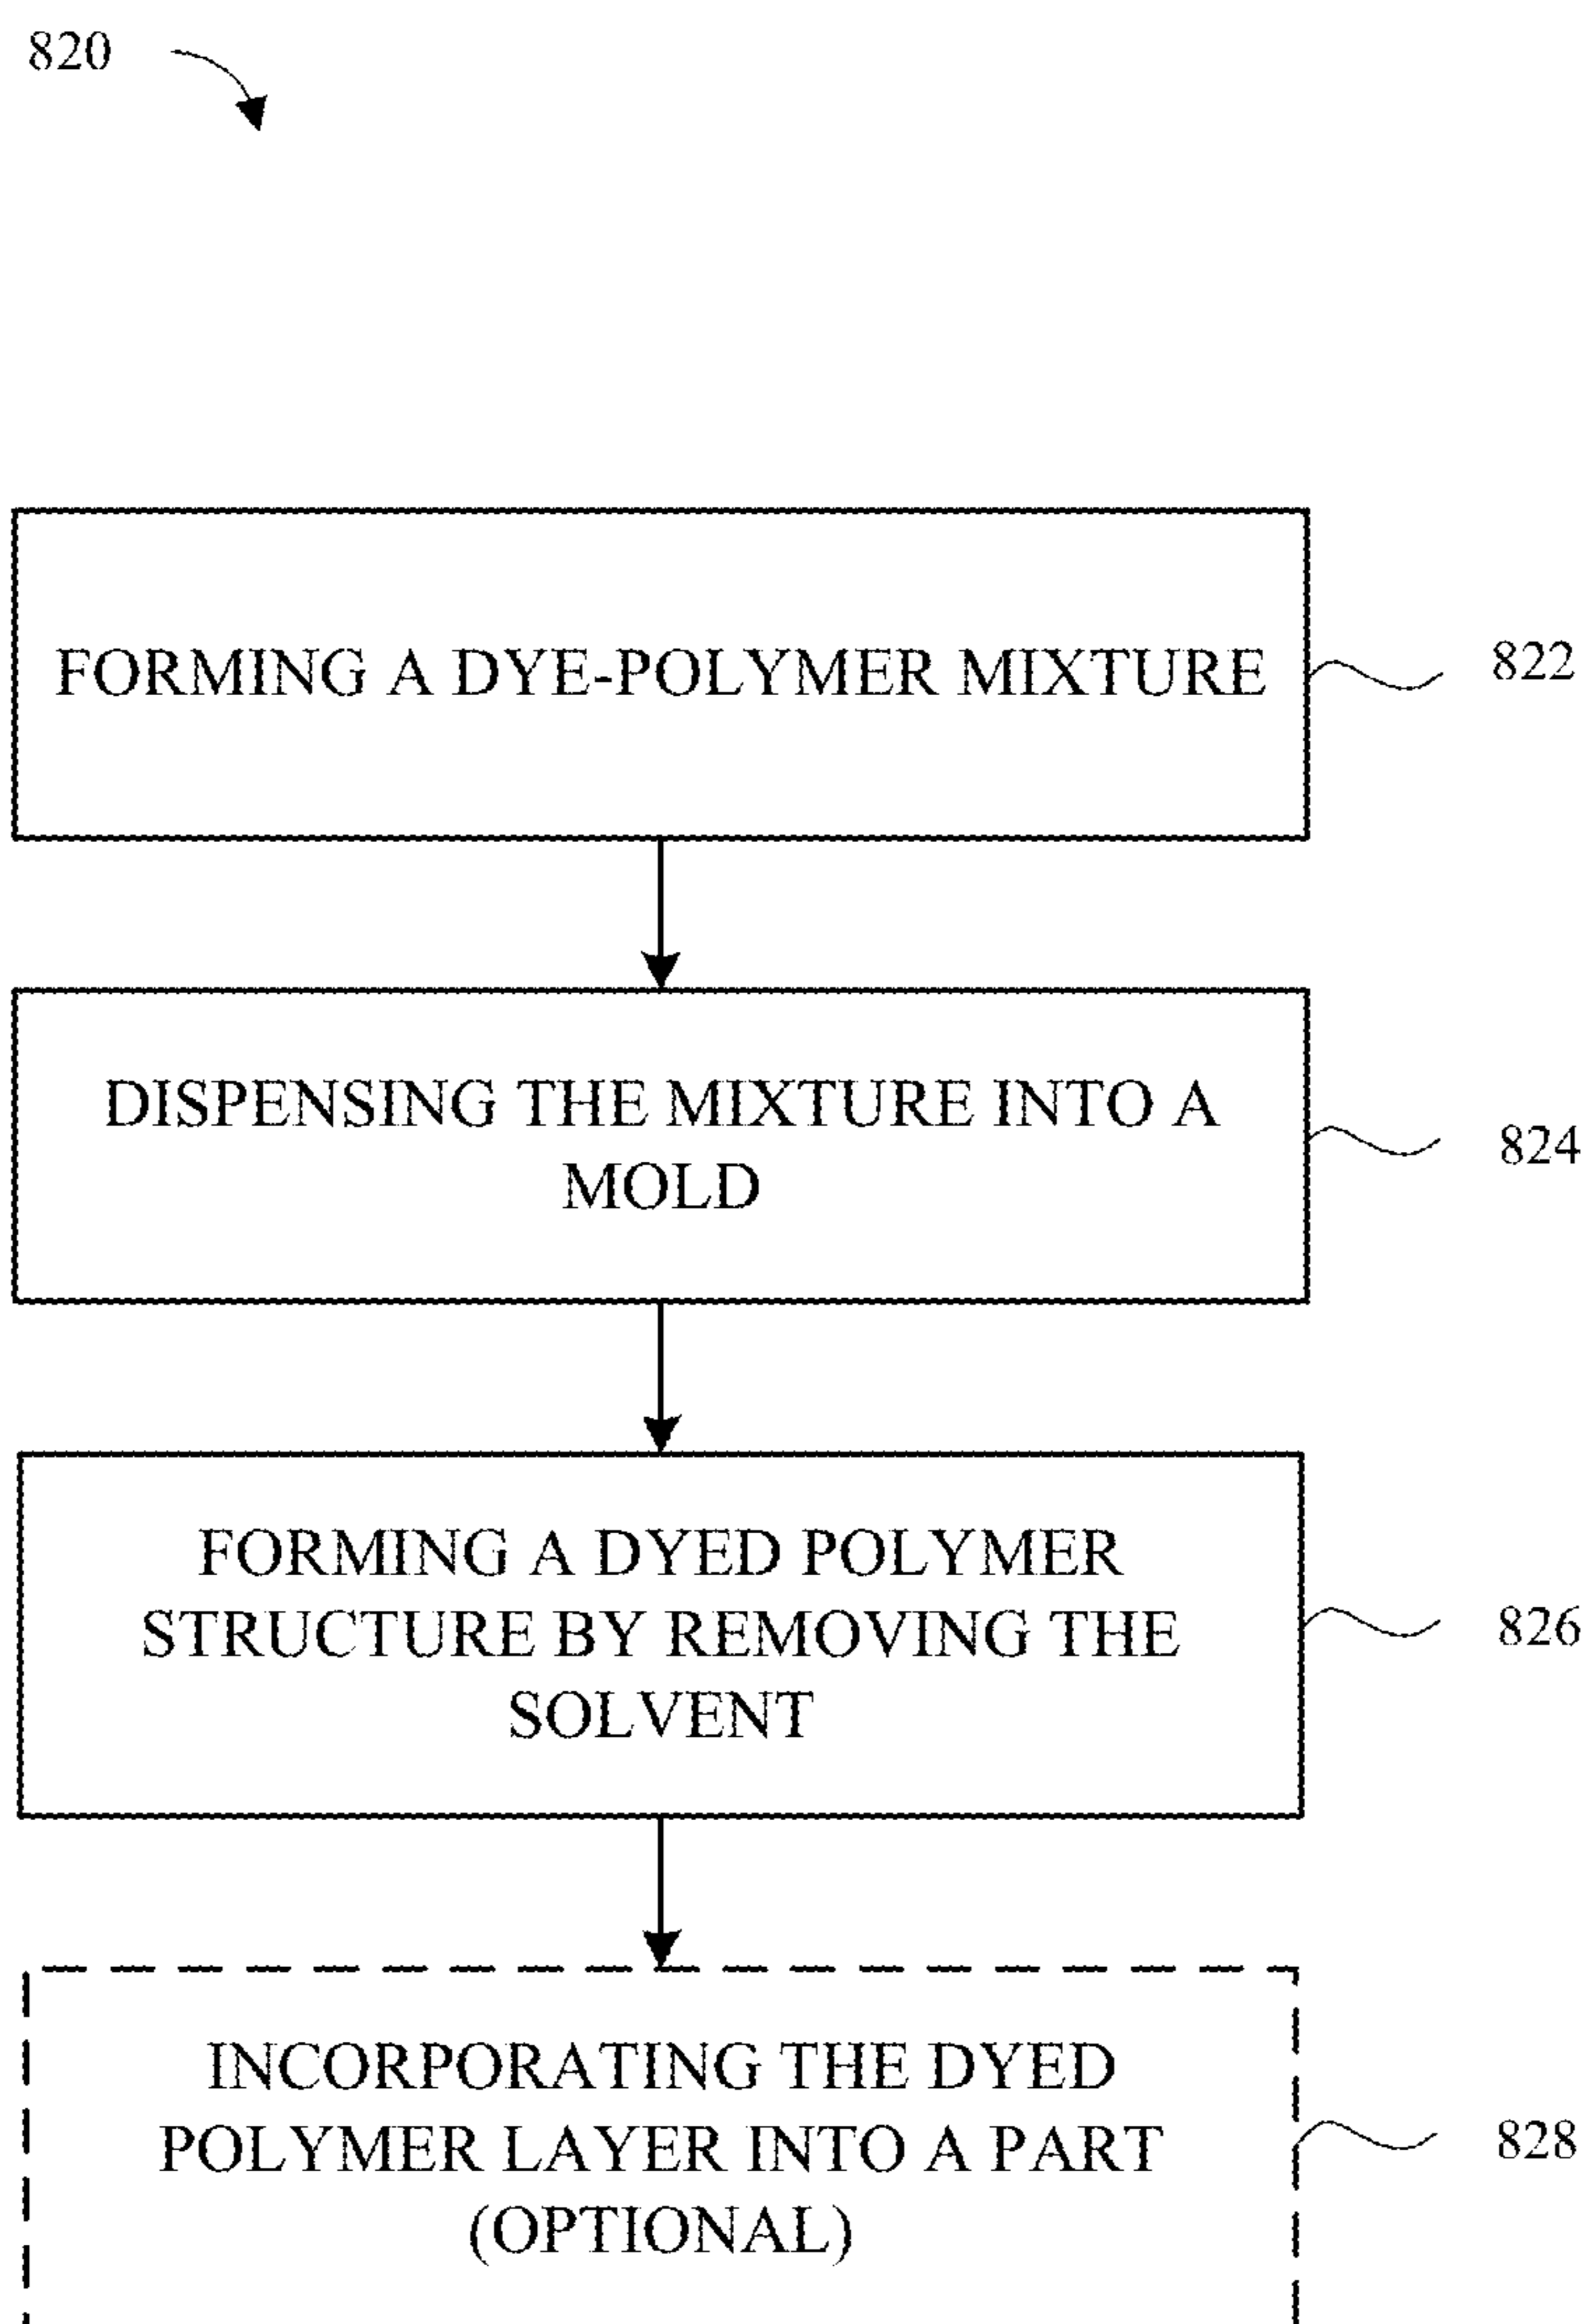 820
FORMING A DYE-POLYMER MIXTURE
822
DISPENSING THE MIXTURE INTO A
MOLD
824
FORMING A DYED POLYMER
STRUCTURE BY REMOVING THE
SOLVENT
826
INCORPORATING THE DYED
POLYMER LAYER INTO A PART
(OPTIONAL)
828